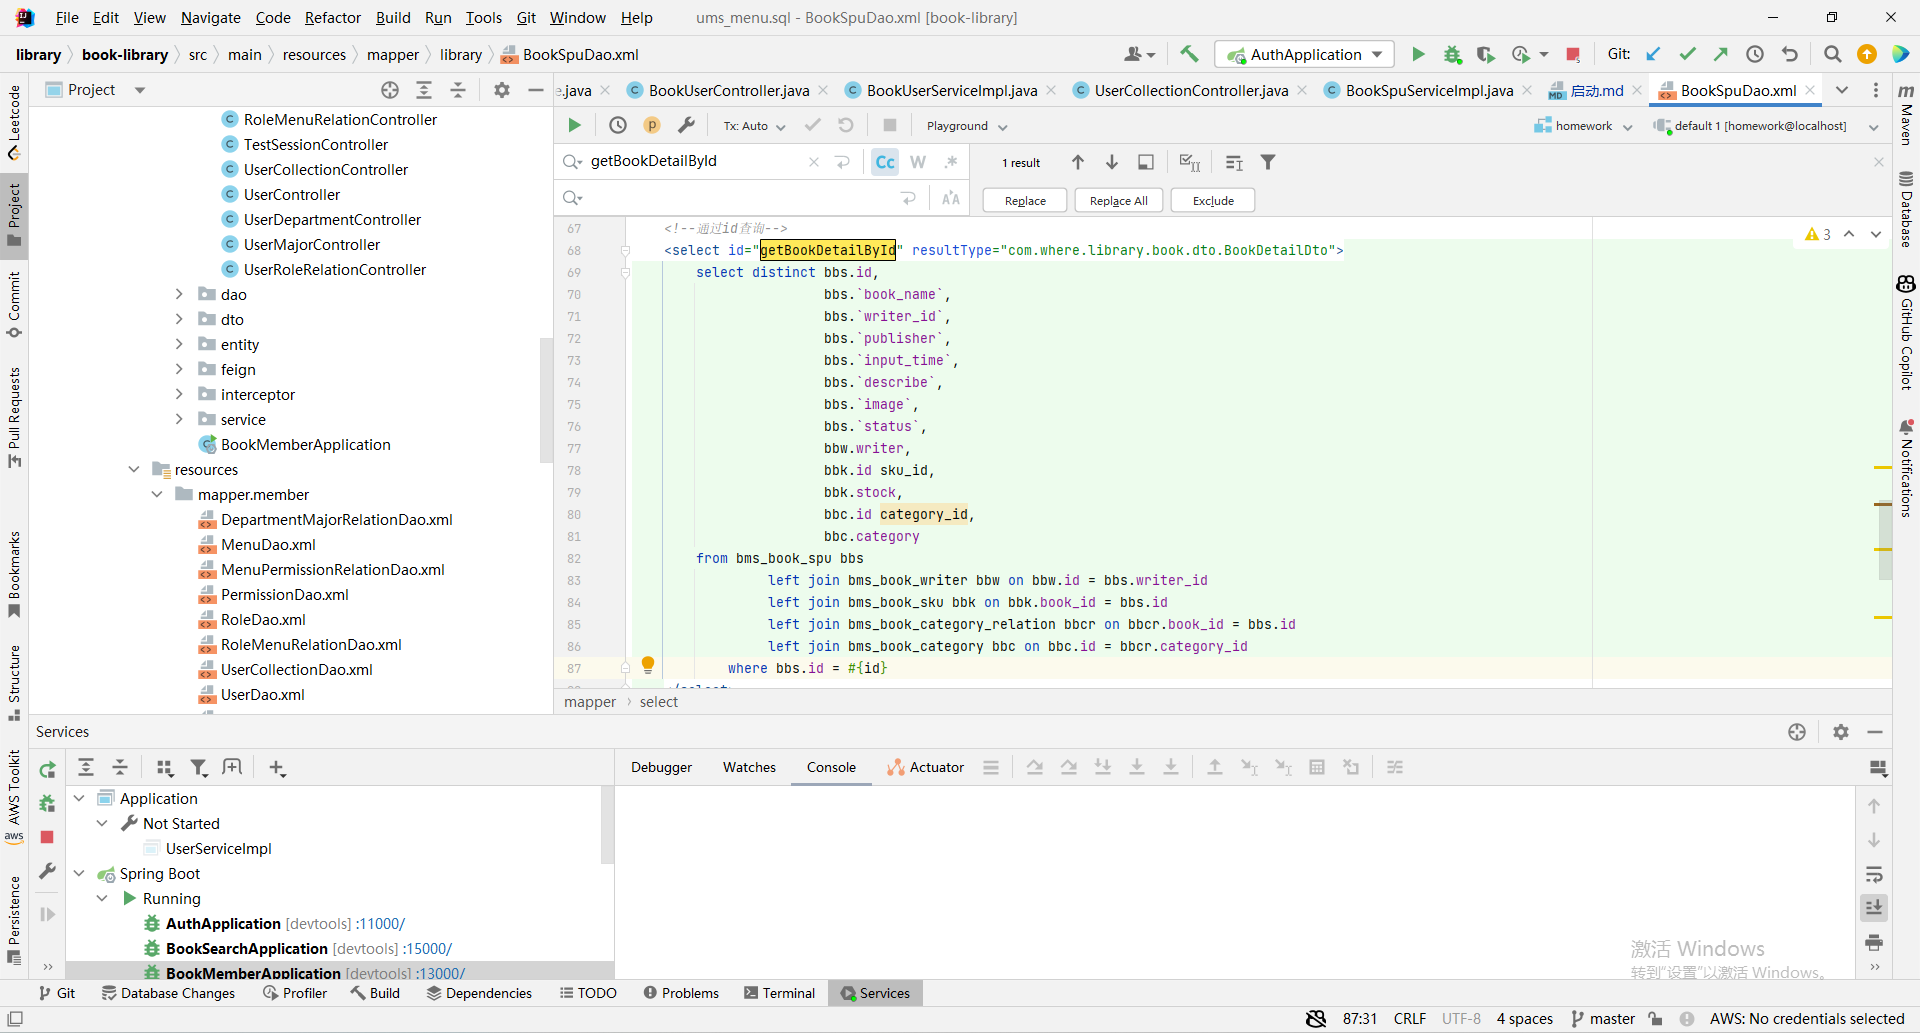 File Edit View Navigate Code Refactor Build Run Tools Git Window Help ums_menu.sql - BookSpuDao.xml [book-library]
library book-library src main resources mapper library BookSpuDao.xml AuthApplication Git:
Project
e.java BookUserController.java BookUserServiceImpl.java UserCollectionController.java BookSpuServiceImpl.java 启动.md BookSpuDao.xml
Tx: Auto Playground homework default 1 [homework@localhost]
getBookDetailById Cc W .* 1 result
Replace Replace All Exclude
RoleMenuRelationController
TestSessionController
UserCollectionController
UserController
UserDepartmentController
UserMajorController
UserRoleRelationController
dao
dto
entity
feign
interceptor
service
BookMemberApplication
resources
mapper.member
DepartmentMajorRelationDao.xml
MenuDao.xml
MenuPermissionRelationDao.xml
PermissionDao.xml
RoleDao.xml
RoleMenuRelationDao.xml
UserCollectionDao.xml
UserDao.xml
3
67 <!--通过id查询-->
68 <select id="getBookDetailById" resultType="com.where.library.book.dto.BookDetailDto">
69 select distinct bbs.id,
70 bbs.`book_name`,
71 bbs.`writer_id`,
72 bbs.`publisher`,
73 bbs.`input_time`,
74 bbs.`describe`,
75 bbs.`image`,
76 bbs.`status`,
77 bbw.writer,
78 bbk.id sku_id,
79 bbk.stock,
80 bbc.id category_id,
81 bbc.category
82 from bms_book_spu bbs
83 left join bms_book_writer bbw on bbw.id = bbs.writer_id
84 left join bms_book_sku bbk on bbk.book_id = bbs.id
85 left join bms_book_category_relation bbcr on bbcr.book_id = bbs.id
86 left join bms_book_category bbc on bbc.id = bbcr.category_id
87 where bbs.id = #{id}
mapper select
Leetcode
Project
Commit
Pull Requests
Bookmarks
Structure
AWS Toolkit
aws
Persistence
Maven
Database
GitHub Copilot
Notifications
Services
Debugger Watches Console Actuator
Application
Not Started
UserServiceImpl
Spring Boot
Running
AuthApplication [devtools] :11000/
BookSearchApplication [devtools] :15000/
BookMemberApplication [devtools] :13000/
激活 Windows
转到"设置"以激活 Windows。
Git Database Changes Profiler Build Dependencies TODO Problems Terminal Services
87:31 CRLF UTF-8 4 spaces master AWS: No credentials selected